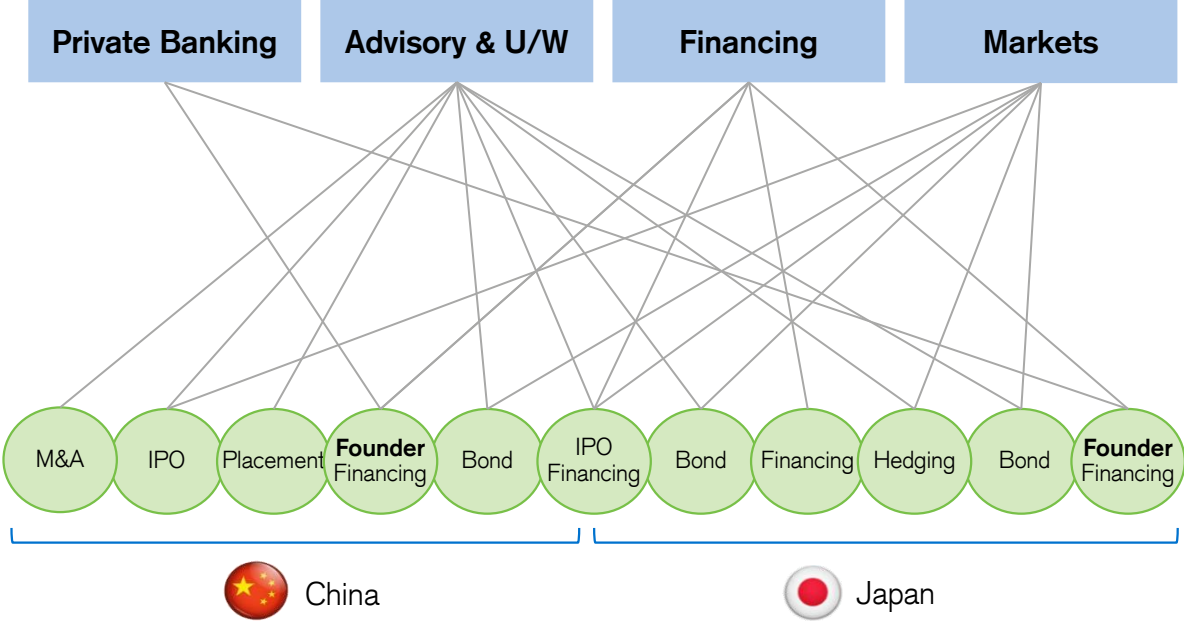 Private Banking
Advisory & U/W
Financing
Markets
M&A
IPO
Placement
Founder
Financing
Bond
IPO
Financing
Bond
Financing
Hedging
Bond
Founder
Financing
China
Japan